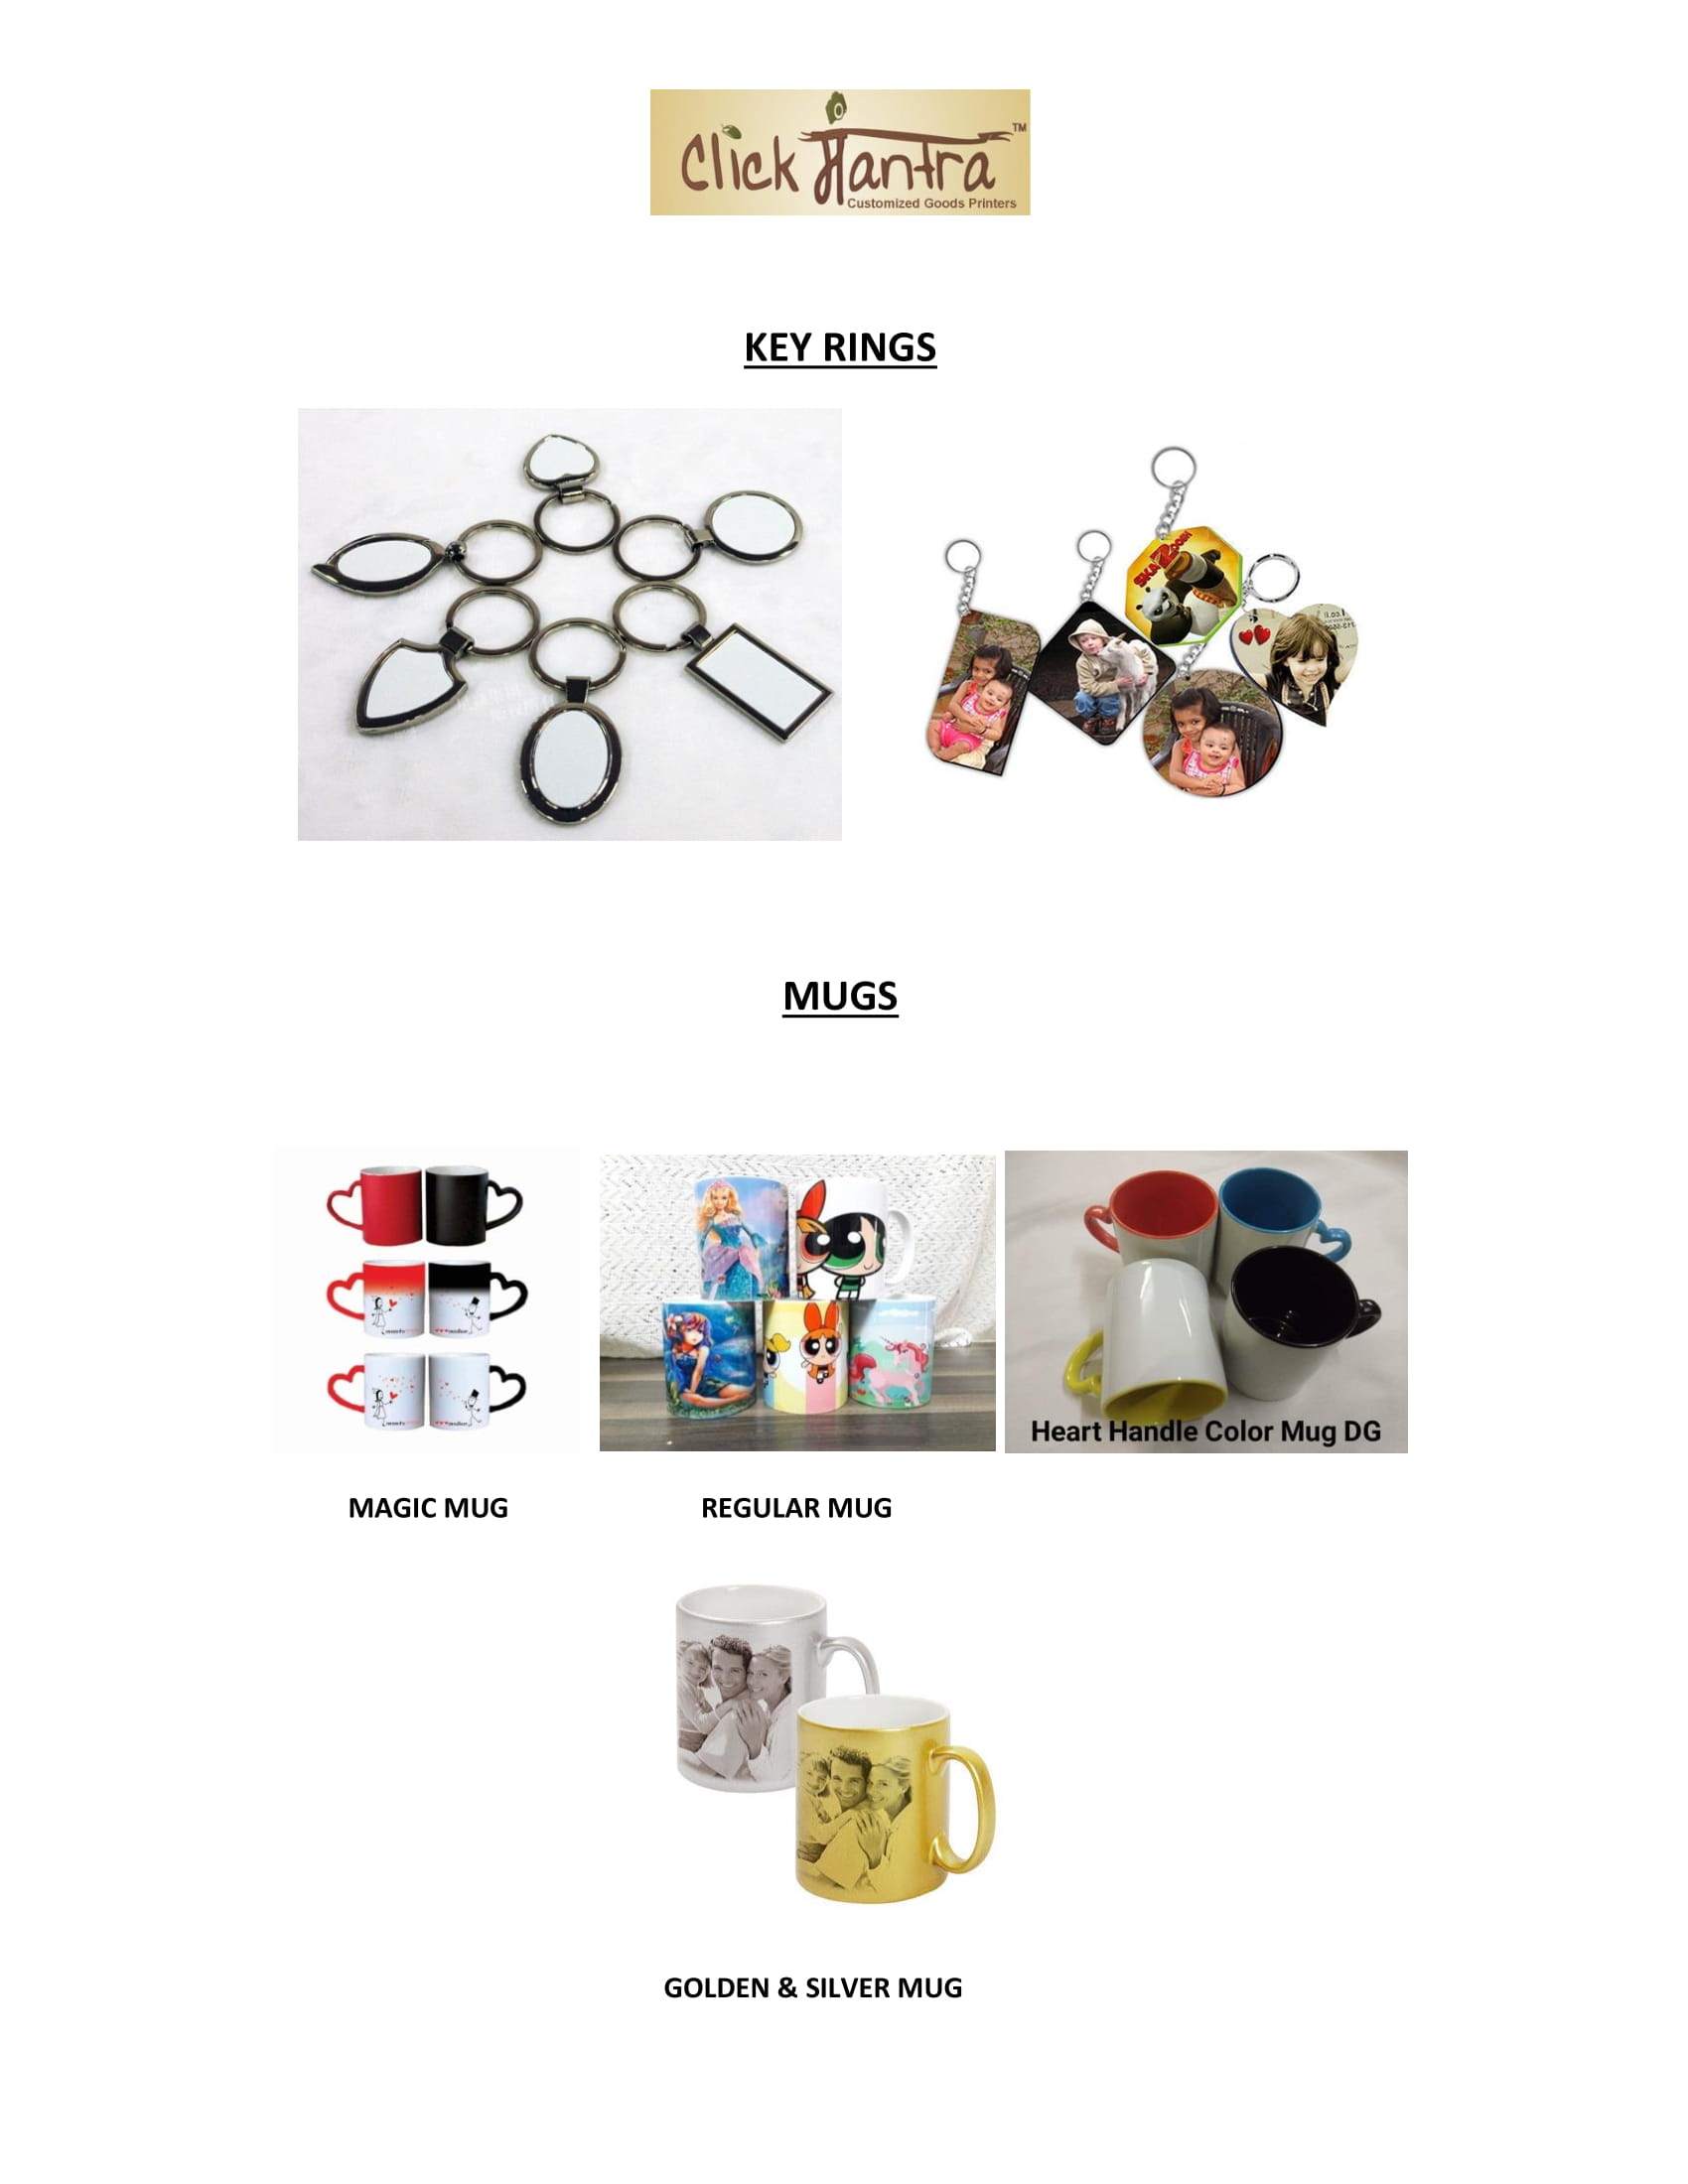 Click Mantra TM
Customized Goods Printers
KEY RINGS
MUGS
Heart Handle Color Mug DG
MAGIC MUG
REGULAR MUG
GOLDEN & SILVER MUG